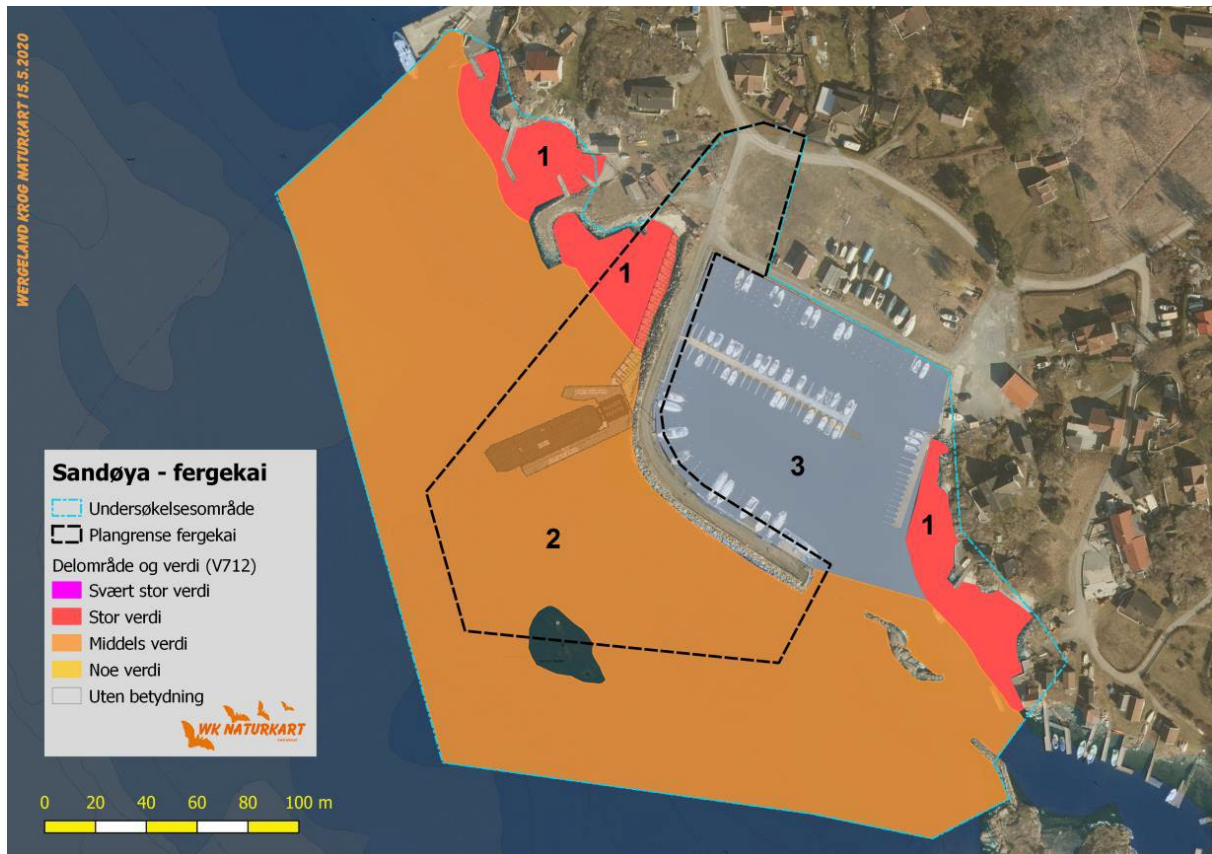 WERGELAND KROG NATURKART 15.5.2020
1
1
3
1
2
Sandøya - fergekai
Undersøkelsesområde
Plangrense fergekai
Delområde og verdi (V712)
Svært stor verdi
Stor verdi
Middels verdi
Noe verdi
Uten betydning
WK NATURKART
0 20 40 60 80 100 m